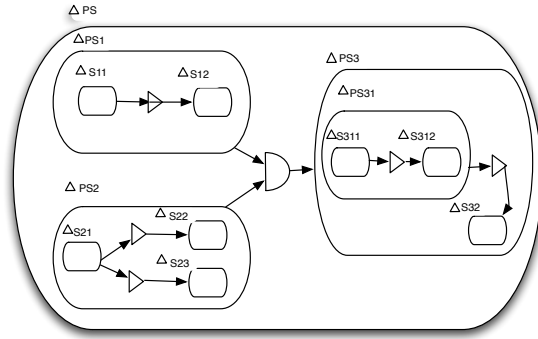 △ PS
△ PS1
△ S11
△ S12
△ PS2
△ S21
△ S22
△ S23
△ PS3
△ PS31
△ S311
△ S312
△ S32